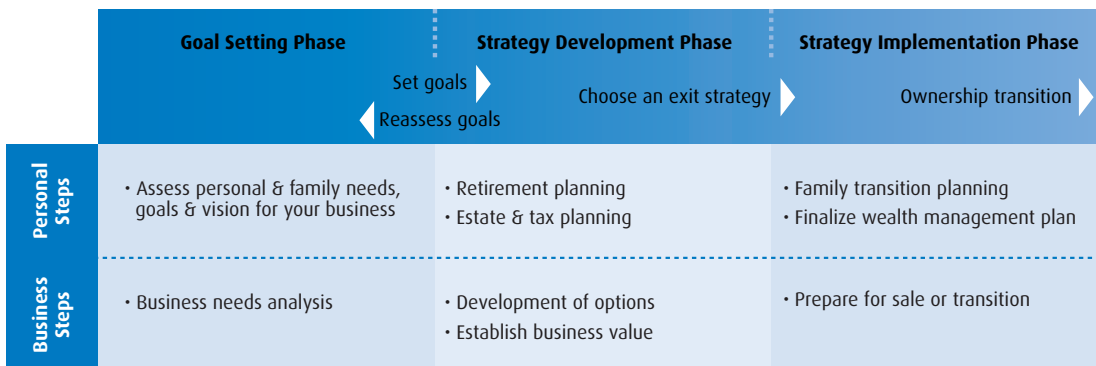 Goal Setting Phase
Strategy Development Phase
Strategy Implementation Phase
Set goals
Reassess goals
Choose an exit strategy
Ownership transition
Personal
Steps
• Assess personal & family needs,
goals & vision for your business
• Retirement planning
• Estate & tax planning
• Family transition planning
• Finalize wealth management plan
Business
Steps
• Business needs analysis
• Development of options
• Establish business value
• Prepare for sale or transition